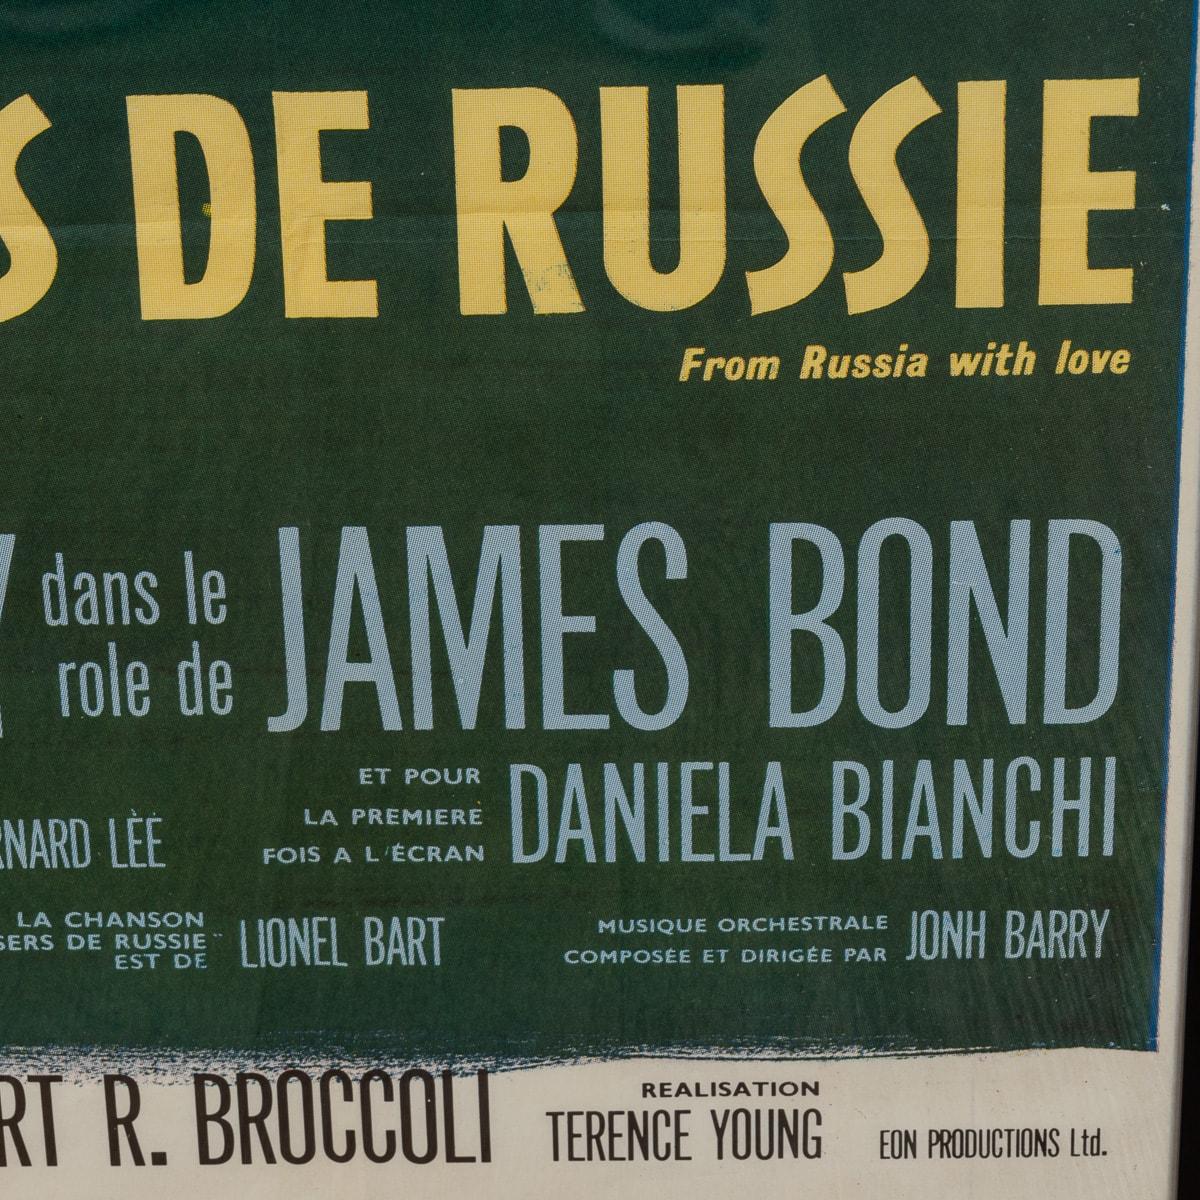 S DE RUSSIE
From Russia with love
Y dans le
role de
JAMES BOND
ET POUR
LA PREMIERE
FOIS A L'ÉCRAN
DANIELA BIANCHI
RNARD LÈE
LA CHANSON
SERS DE RUSSIE"
EST DE
LIONEL BART
MUSIQUE ORCHESTRALE
COMPOSÉE ET DIRIGÉE PAR
JONH BARRY
RT R. BROCCOLI
REALISATION
TERENCE YOUNG
EON PRODUCTIONS Ltd.